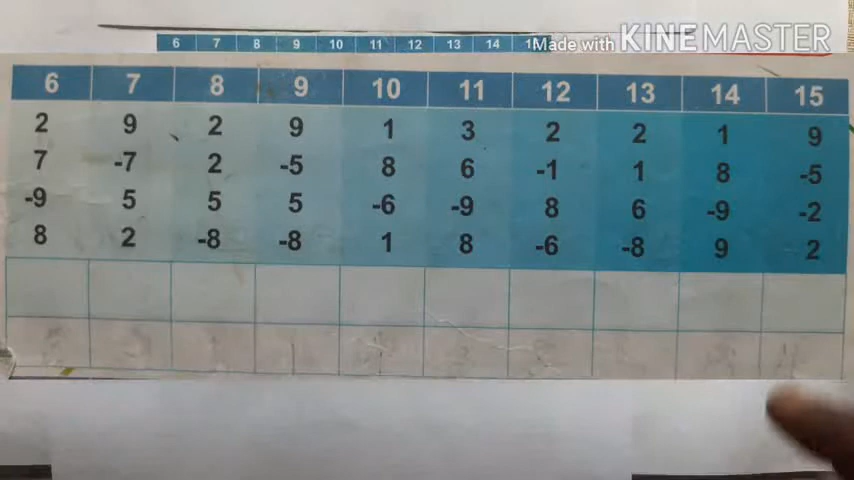 6 7 8 9 10 11 12 13 14
Made with KINEMASTER
6 7 8 9 10 11 12 13 14 15
2 9 2 9 1 3 2 2 1 9
7 -7 2 -5 8 6 -1 1 8 -5
-9 5 5 5 -6 -9 8 6 -9 -2
8 2 -8 -8 1 8 -6 -8 9 2